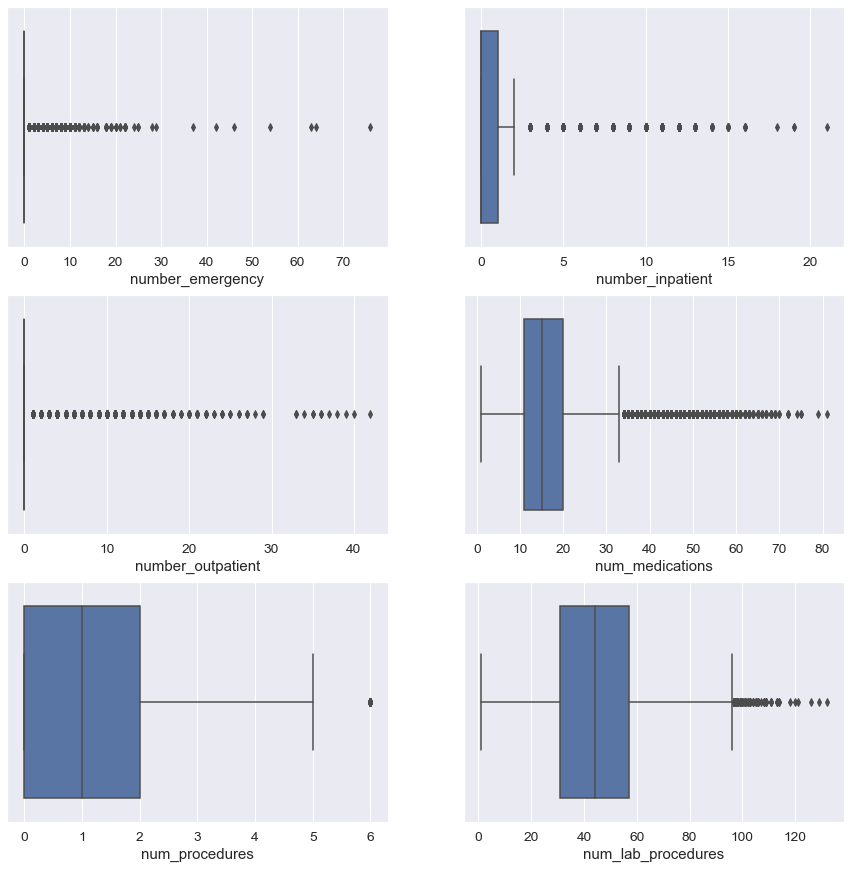 0 10 20 30 40 50 60 70
number_emergency
0 5 10 15 20
number_inpatient
0 10 20 30 40
number_outpatient
0 10 20 30 40 50 60 70 80
num_medications
0 1 2 3 4 5 6
num_procedures
0 20 40 60 80 100 120
num_lab_procedures